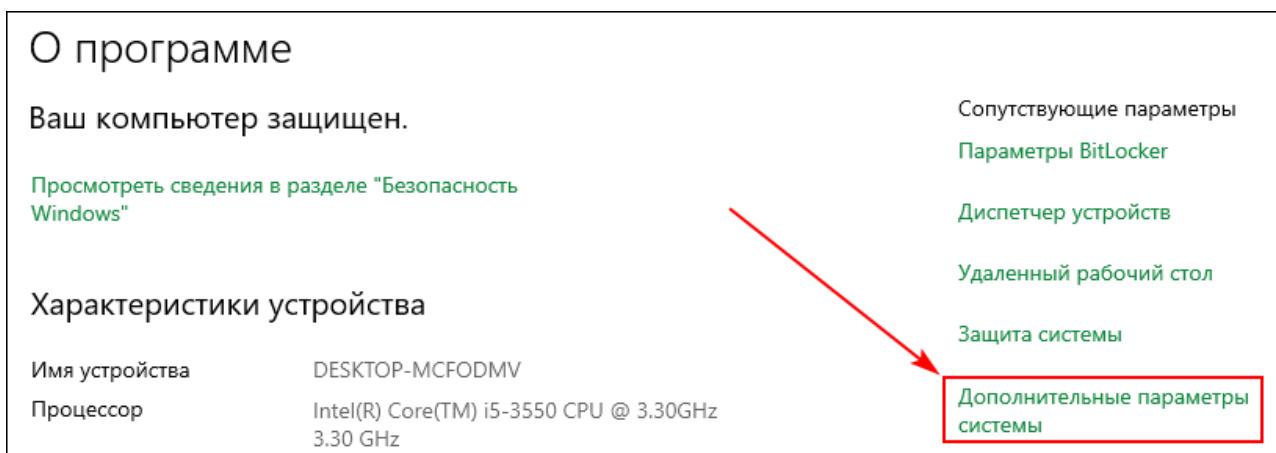 О программе
Ваш компьютер защищен.
Просмотреть сведения в разделе "Безопасность
Windows"
Характеристики устройства
Имя устройства DESKTOP-MCFODMV
Процессор Intel(R) Core(TM) i5-3550 CPU @ 3.30GHz
3.30 GHz
Сопутствующие параметры
Параметры BitLocker
Диспетчер устройств
Удаленный рабочий стол
Защита системы
Дополнительные параметры
системы